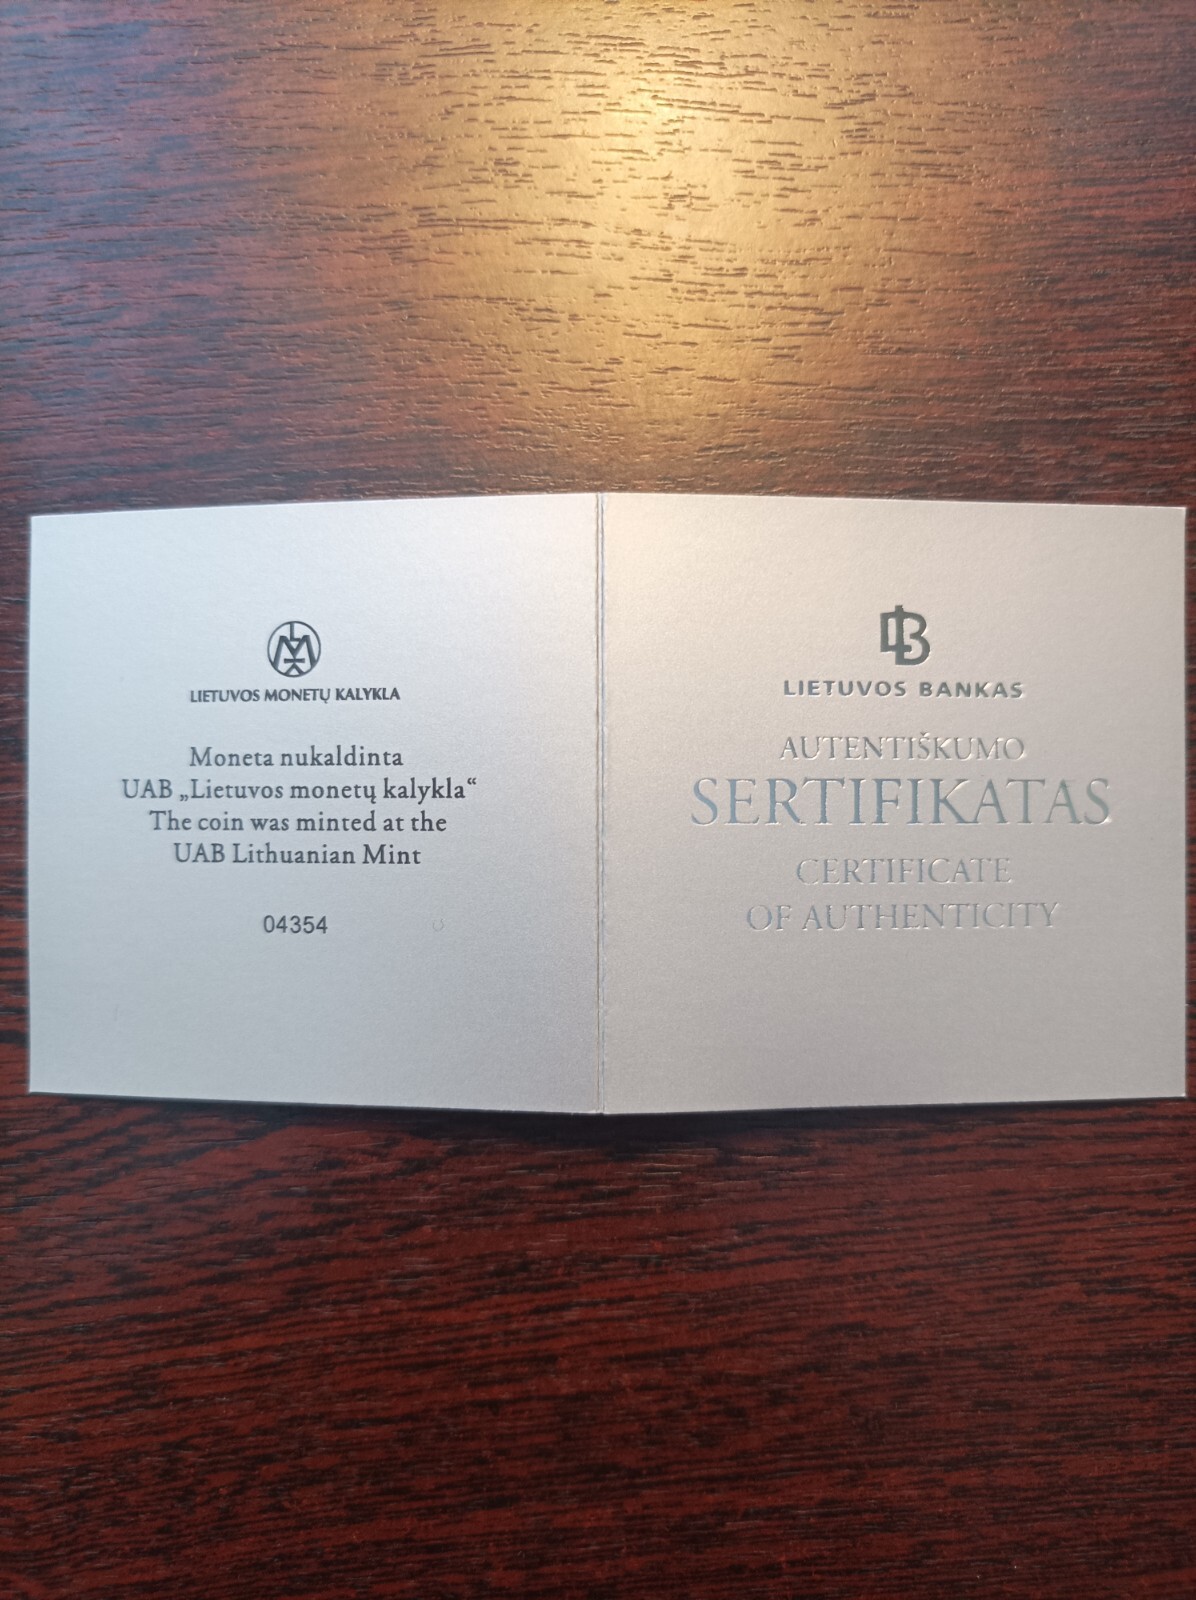 LIETUVOS MONETŲ KALYKLA
Moneta nukaldinta
UAB „Lietuvos monetų kalykla“
The coin was minted at the
UAB Lithuanian Mint
04354
LIETUVOS BANKAS
AUTENTIŠKUMO
SERTIFIKATAS
CERTIFICATE
OF AUTHENTICITY